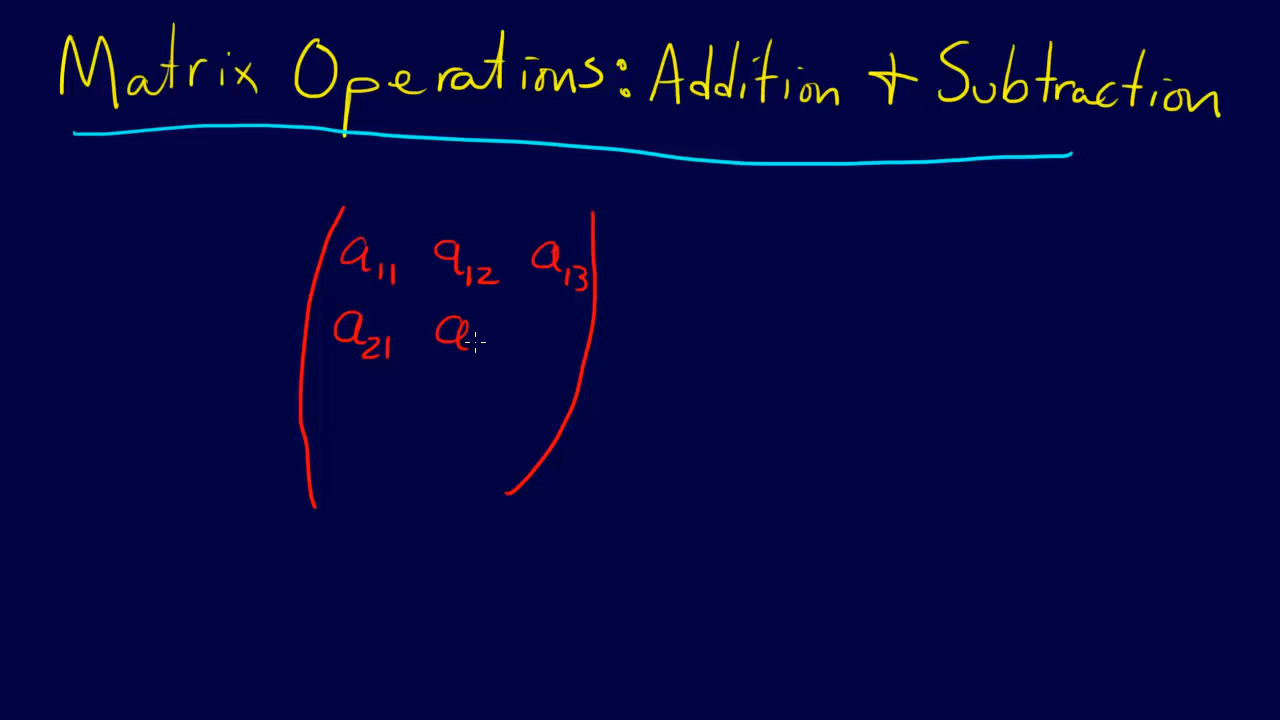 Matrix Operations: Addition + Subtraction
a₁₁ a₁₂ a₁₃
a₂₁ a